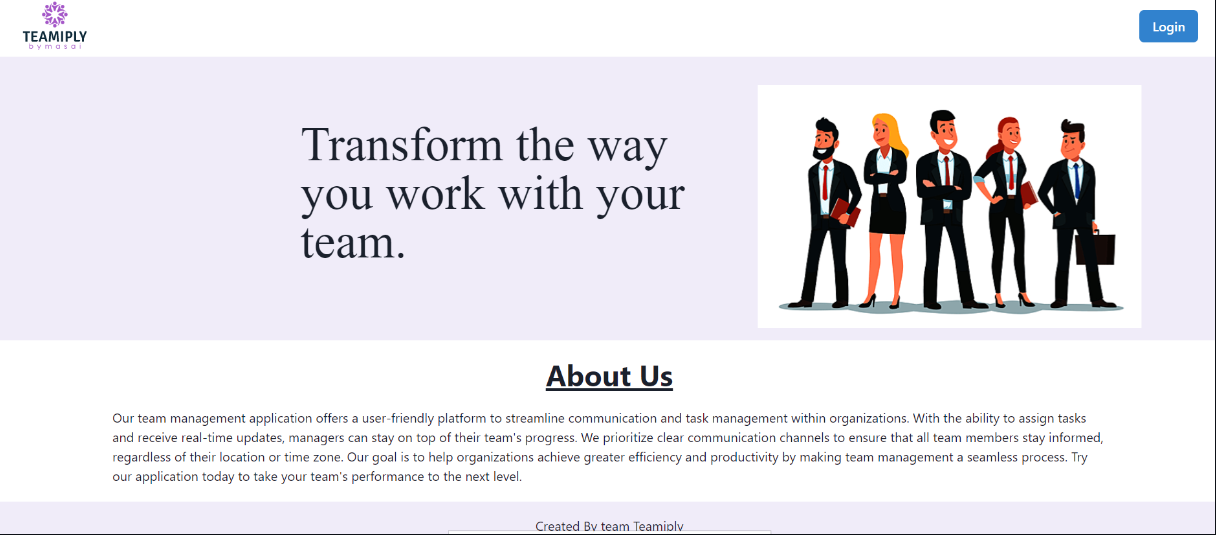 TEAMIPLY
bymasai
Login
Transform the way
you work with your
team.
About Us
Our team management application offers a user-friendly platform to streamline communication and task management within organizations. With the ability to assign tasks
and receive real-time updates, managers can stay on top of their team's progress. We prioritize clear communication channels to ensure that all team members stay informed,
regardless of their location or time zone. Our goal is to help organizations achieve greater efficiency and productivity by making team management a seamless process. Try
our application today to take your team's performance to the next level.
Created By team Teamiply